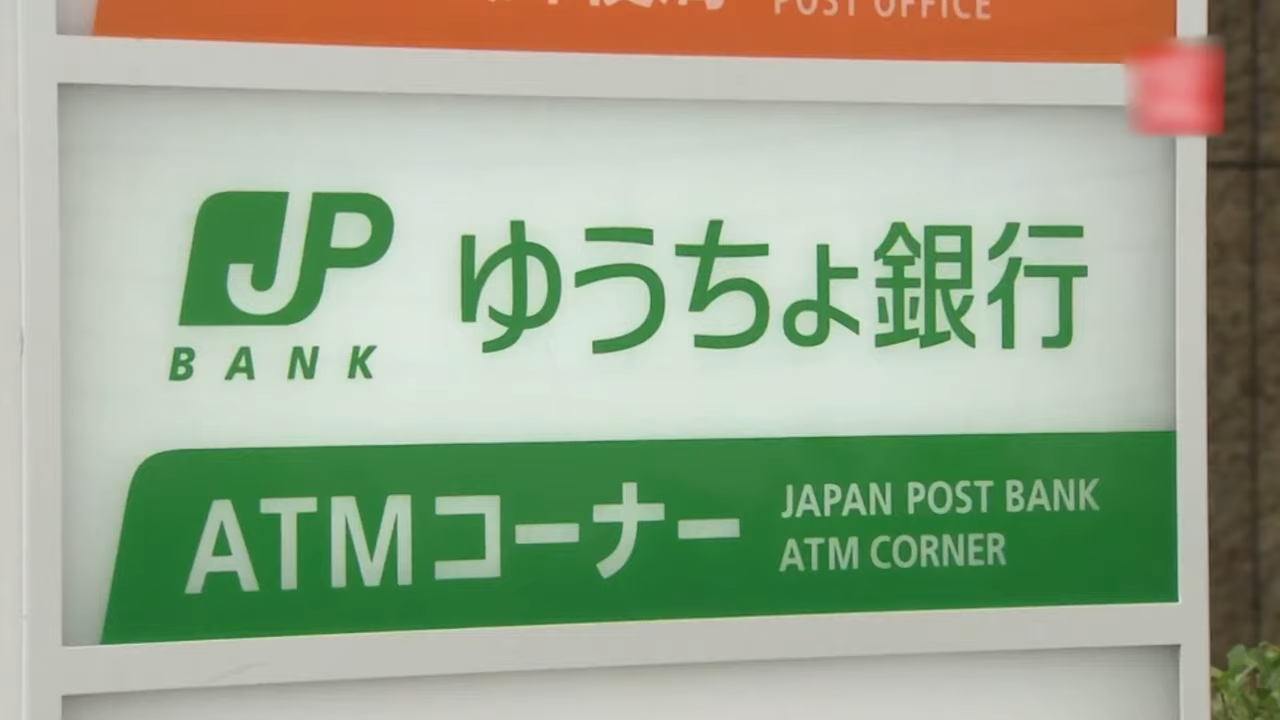 POST OFFICE
JP
BANK
ゆうちょ銀行
ATMコーナー
JAPAN POST BANK
ATM CORNER